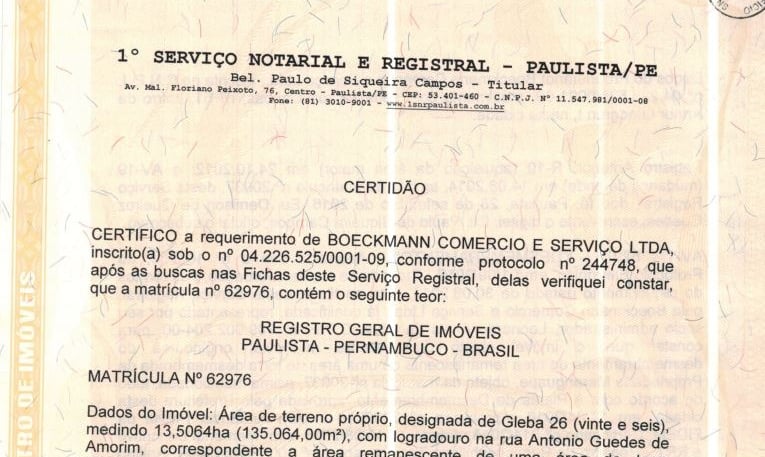 1° SERVIÇO NOTARIAL E REGISTRAL - PAULISTA/PE
Bel. Paulo de Siqueira Campos - Titular
Av. Mal. Floriano Peixoto, 76, Centro - Paulista/PE - CEP: 53.401-460 - C.N.P.J. N° 11.547.981/0001-08
Fone: (81) 3010-9001 - www.1snrpaulista.com.br
CERTIDÃO
CERTIFICO a requerimento de BOECKMANN COMERCIO E SERVIÇO LTDA,
inscrito(a) sob o nº 04.226.525/0001-09, conforme protocolo nº 244748, que
após as buscas nas Fichas deste Serviço Registral, delas verifiquei constar,
que a matrícula nº 62976, contém o seguinte teor:
REGISTRO GERAL DE IMÓVEIS
PAULISTA - PERNAMBUCO - BRASIL
MATRÍCULA Nº 62976
Dados do Imóvel: Área de terreno próprio, designada de Gleba 26 (vinte e seis),
medindo 13,5064ha (135.064,00m²), com logradouro na rua Antonio Guedes de
Amorim, correspondente a área remanescente de uma área de
RO DE IMÓVEIS